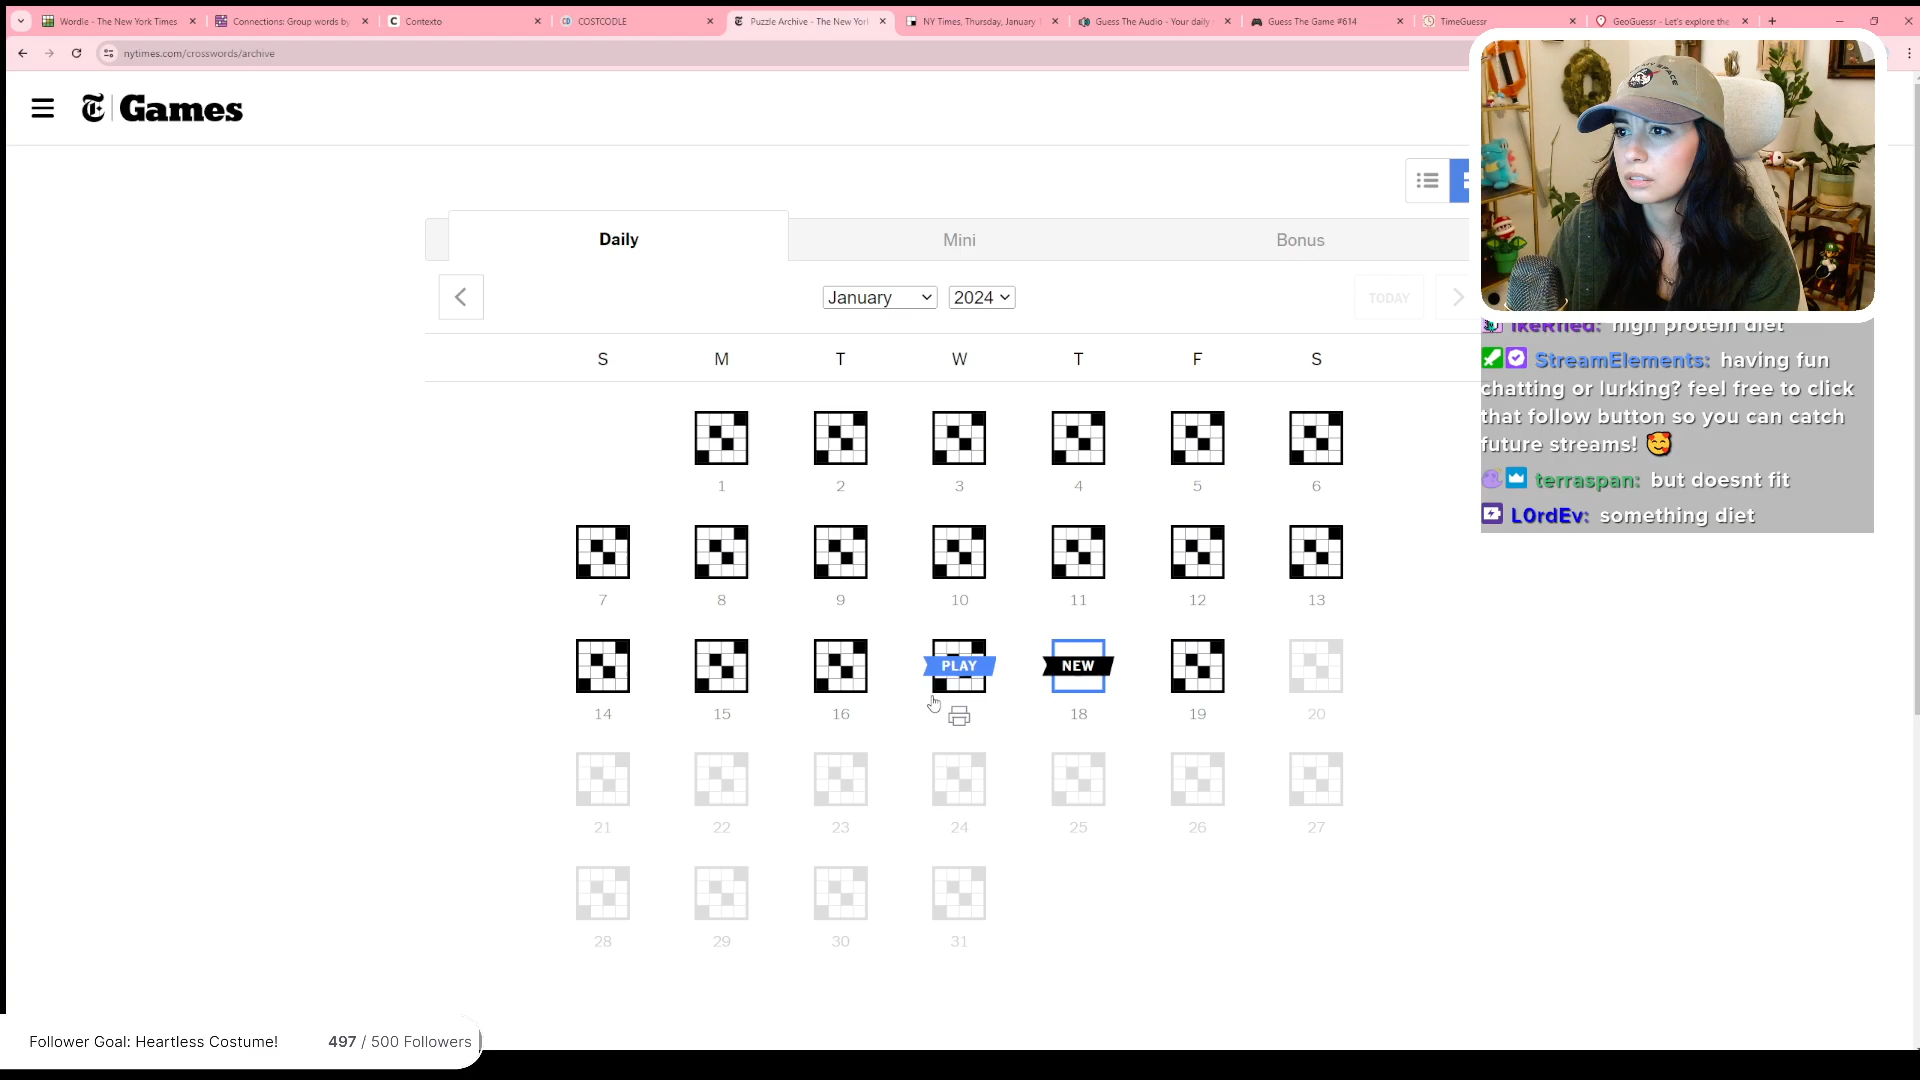 Wordle - The New York Times
Connections: Group words by
Contexto
COSTCODLE
Puzzle Archive - The New Yor
NY Times, Thursday, January
Guess The Audio - Your daily
Guess The Game #614
TimeGuessr
GeoGuessr - Let's explore the
nytimes.com/crosswords/archive
T Games
Daily
Mini
Bonus
January
2024
TODAY
S M T W T F S
1 2 3 4 5 6
7 8 9 10 11 12 13
PLAY NEW
14 15 16 18 19 20
21 22 23 24 25 26 27
28 29 30 31
IkeRfied: high protein diet
StreamElements: having fun
chatting or lurking? feel free to click
that follow button so you can catch
future streams!
terraspan: but doesnt fit
L0rdEv: something diet
Follower Goal: Heartless Costume!
497 / 500 Followers